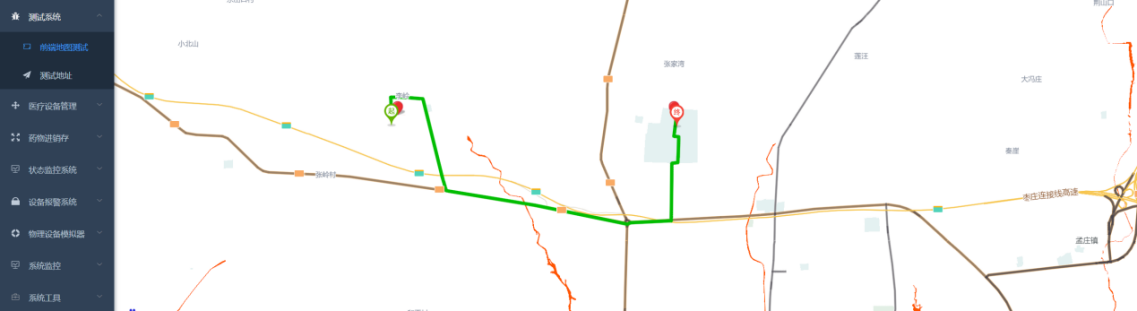 测试系统
前端地图测试
测试地址
医疗设备管理
药物进销存
状态监控系统
设备报警系统
物理设备模拟器
系统监控
系统工具
小北山
起
张家湾
终
大冯庄
秦崖
张岭村
枣庄连接线高速
孟庄镇